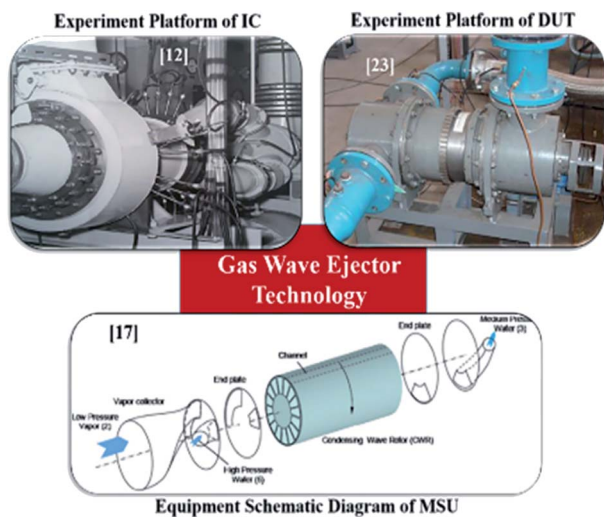 Experiment Platform of IC
Experiment Platform of DUT
[12]
[23]
Gas Wave Ejector
Technology
[17]
Medium Pressure
Water (3)
End plate
Channel
End plate
Vapor collector
Low Pressure
Vapor (2)
Condensing Wave Rotor (CWR)
High Pressure
Water (6)
Equipment Schematic Diagram of MSU